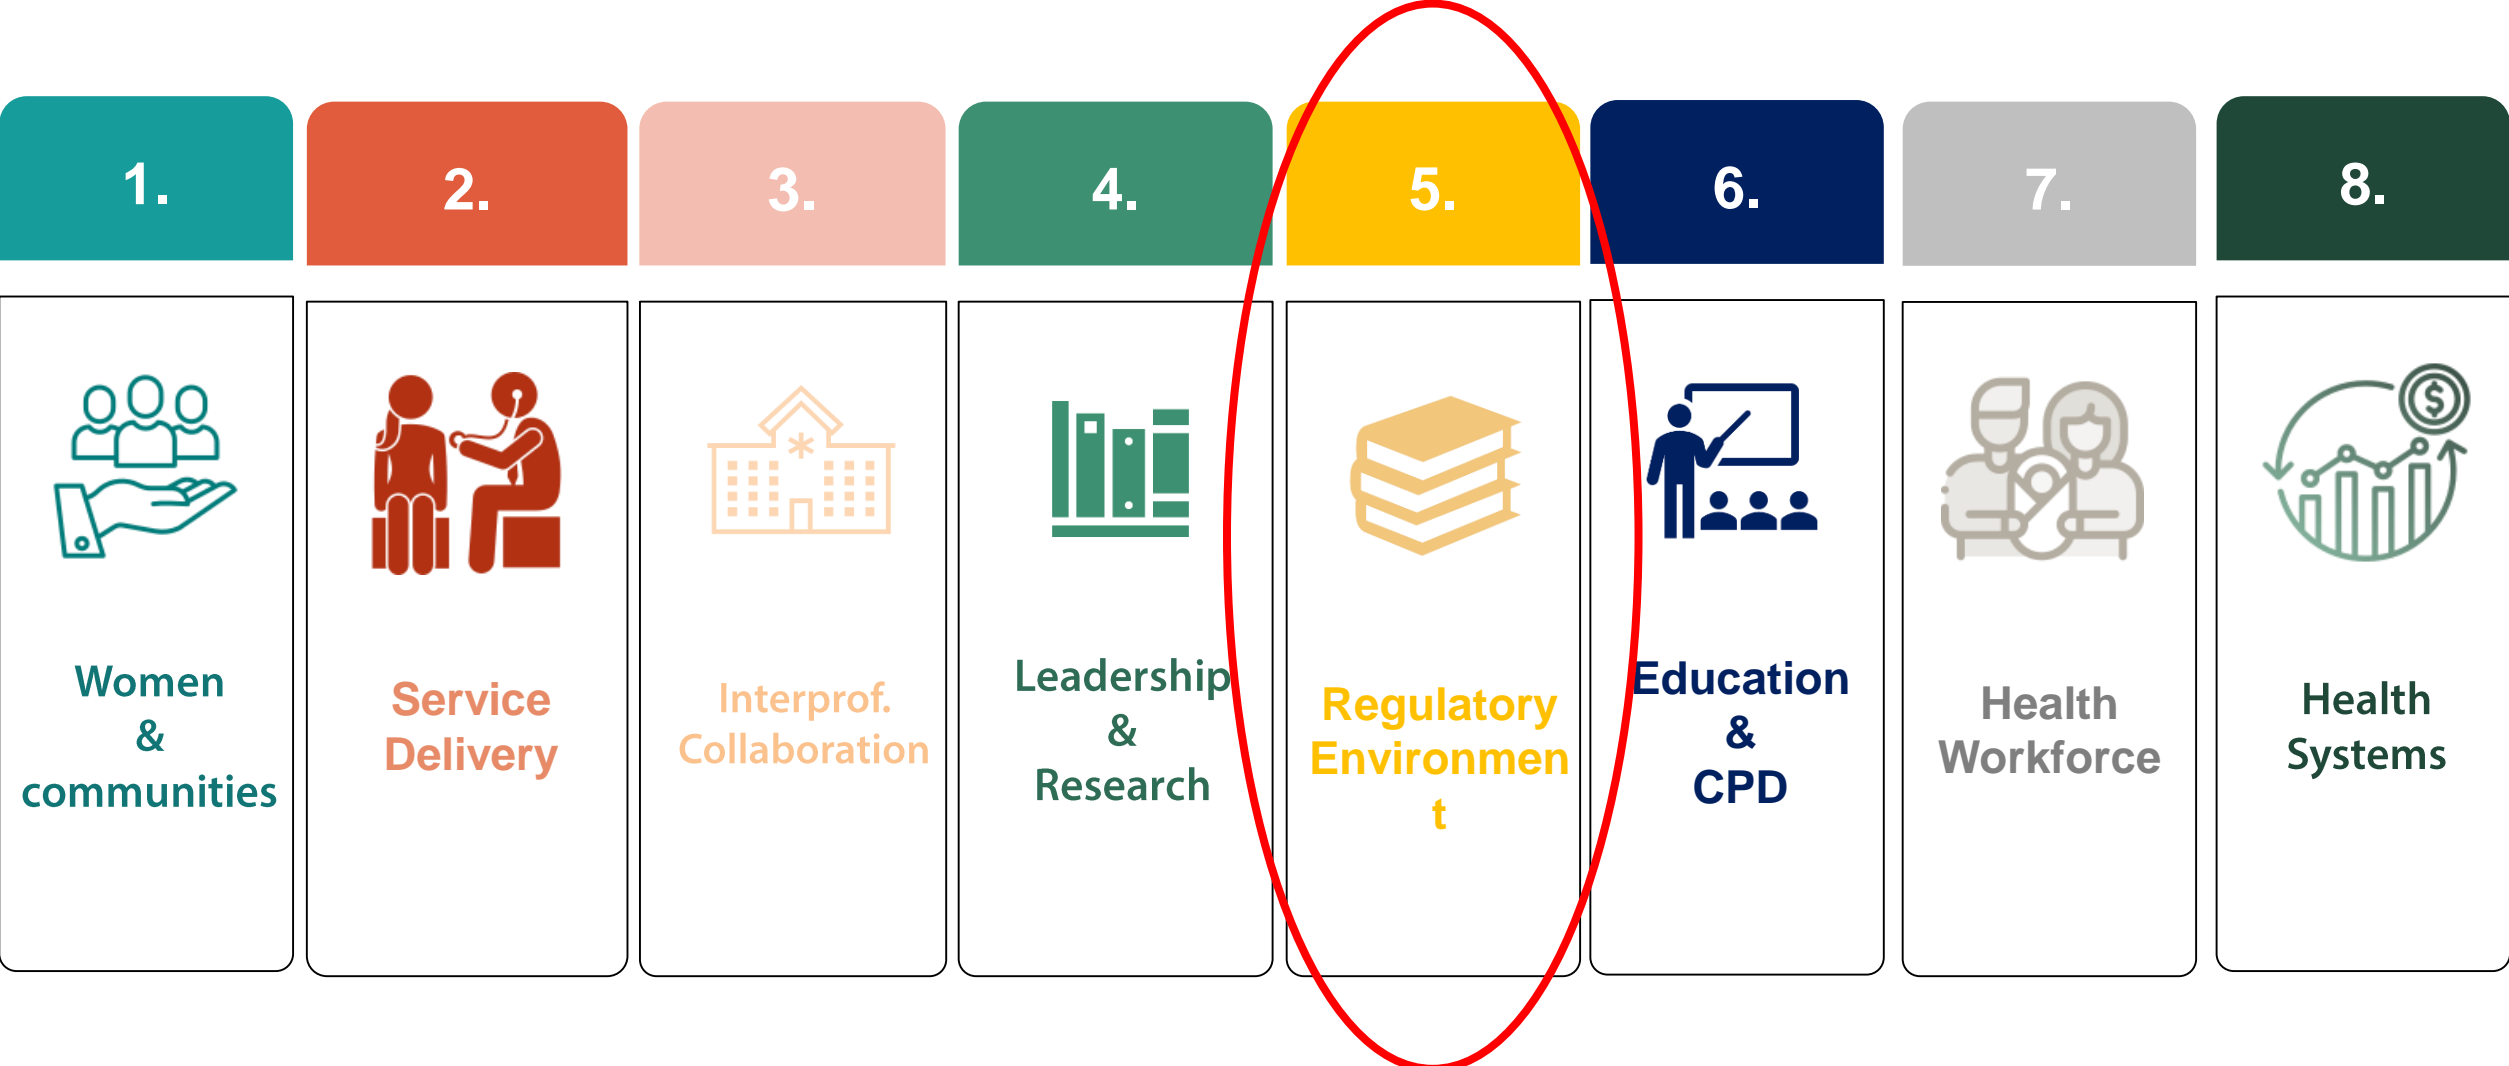 1.
2.
3.
4.
5.
6.
7.
8.
Women
&
communities
Service
Delivery
Interprof.
Collaboration
Leadership
&
Research
Regulatory
Environmen
t
Education
&
CPD
Health
Workforce
Health
Systems
$